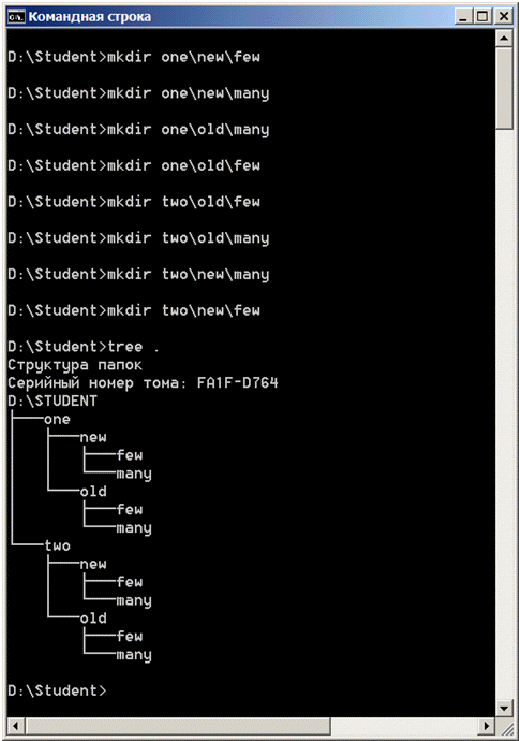 Командная строка
D:\Student>mkdir one\new\few
D:\Student>mkdir one\new\many
D:\Student>mkdir one\old\many
D:\Student>mkdir one\old\few
D:\Student>mkdir two\old\few
D:\Student>mkdir two\old\many
D:\Student>mkdir two\new\many
D:\Student>mkdir two\new\few
D:\Student>tree .
Структура папок
Серийный номер тома: FA1F-D764
D:\STUDENT
├───one
│   ├───new
│   │   ├───few
│   │   └───many
│   └───old
│       ├───few
│       └───many
└───two
    ├───new
    │   ├───few
    │   └───many
    └───old
        ├───few
        └───many
D:\Student>